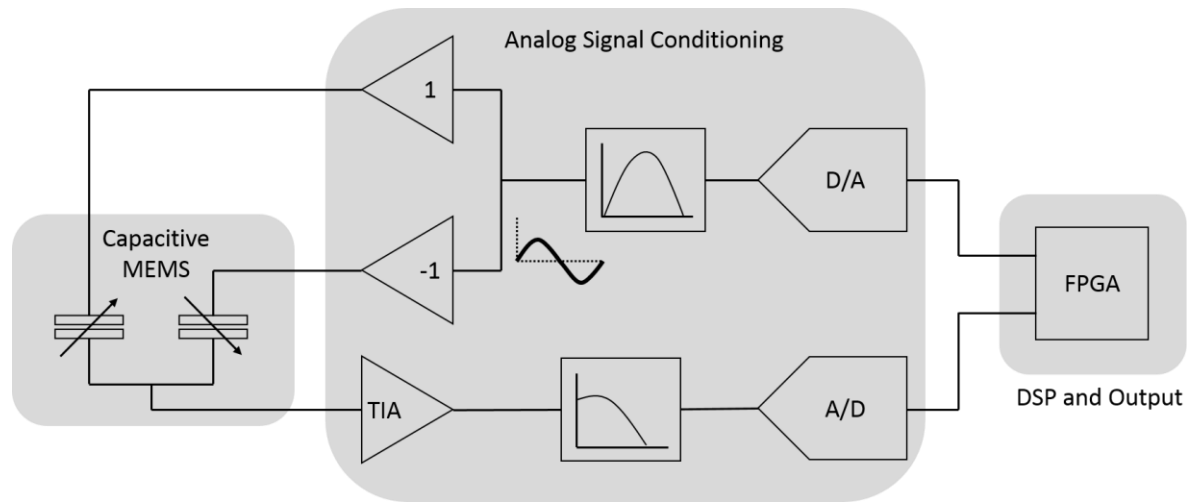 Analog Signal Conditioning
1
D/A
Capacitive
MEMS
-1
FPGA
TIA
A/D
DSP and Output